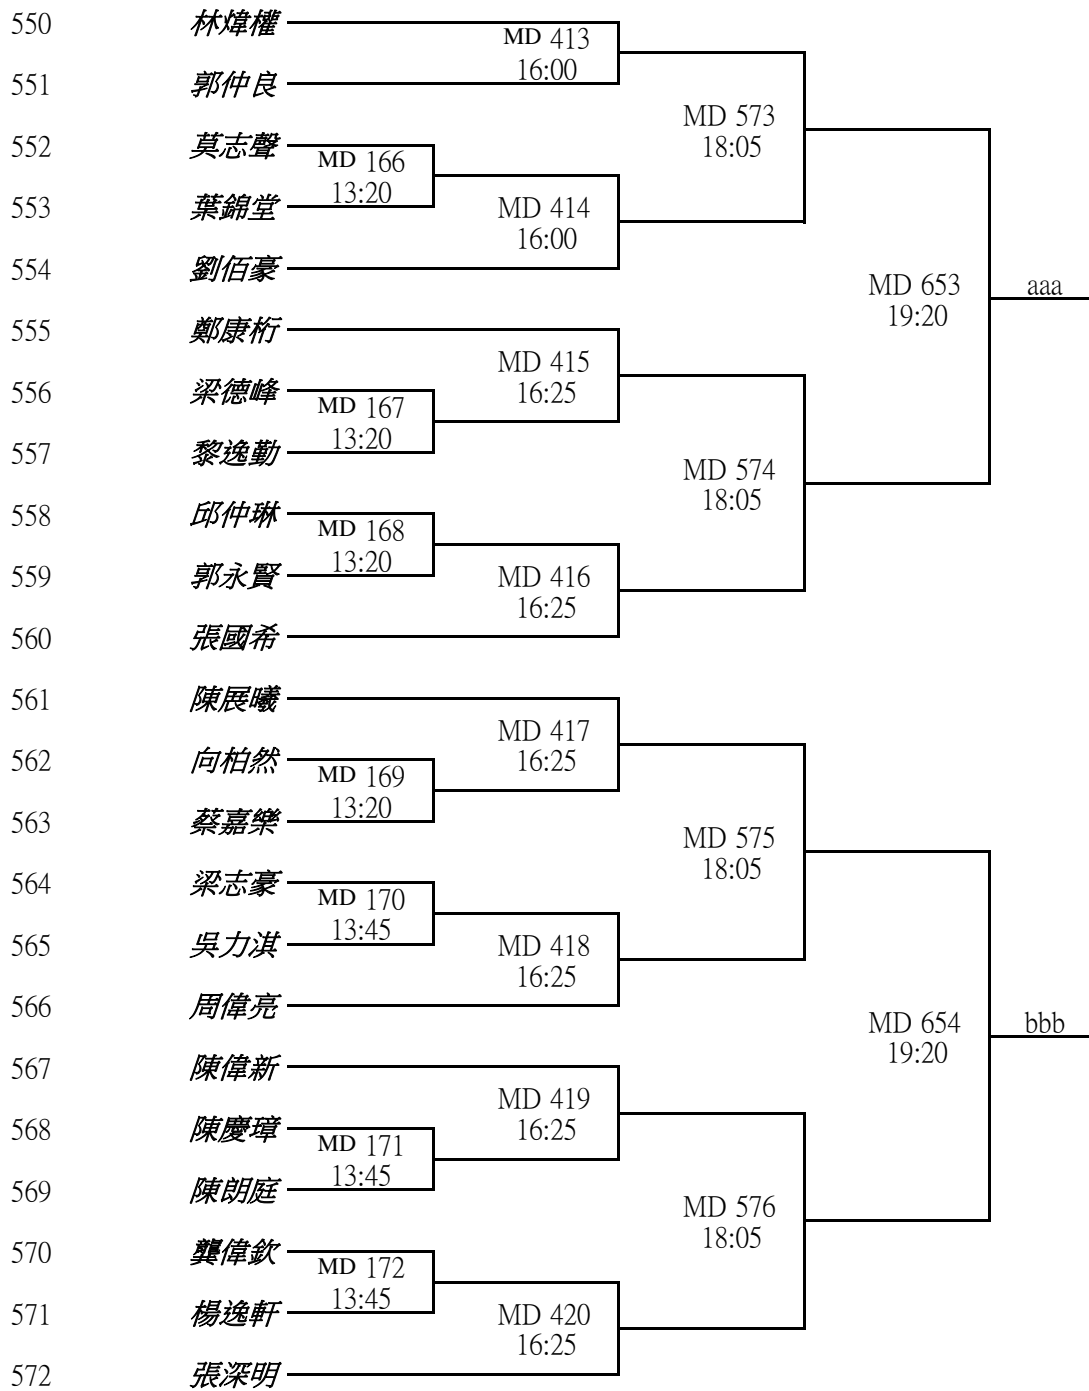 550 林煒權
MD 413
16:00
551 郭仲良
MD 573
18:05
552 莫志聲
MD 166
13:20
553 葉錦堂
MD 414
16:00
554 劉佰豪
MD 653
19:20
aaa
555 鄭康桁
MD 415
16:25
556 梁德峰
MD 167
13:20
557 黎逸勤
MD 574
18:05
558 邱仲琳
MD 168
13:20
559 郭永賢
MD 416
16:25
560 張國希
561 陳展曦
MD 417
16:25
562 向柏然
MD 169
13:20
563 蔡嘉樂
MD 575
18:05
564 梁志豪
MD 170
13:45
565 吳力淇
MD 418
16:25
566 周偉亮
MD 654
19:20
bbb
567 陳偉新
MD 419
16:25
568 陳慶璋
MD 171
13:45
569 陳朗庭
MD 576
18:05
570 龔偉欽
MD 172
13:45
571 楊逸軒
MD 420
16:25
572 張深明